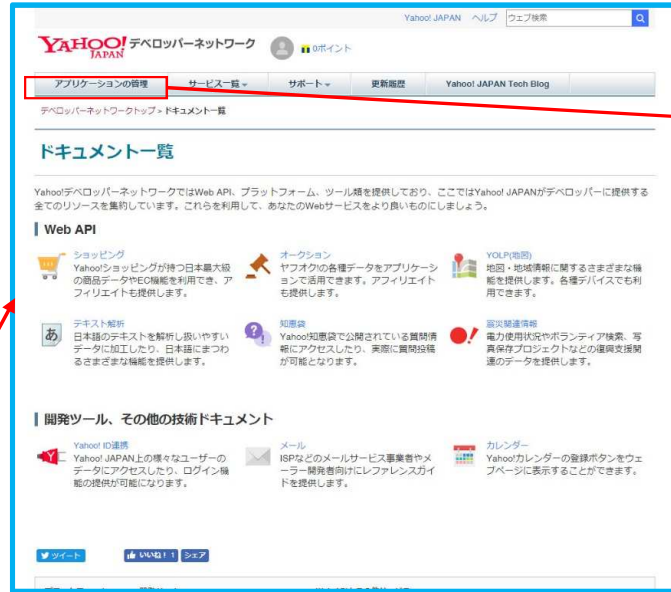 Yahoo! JAPAN ヘルプ ウェブ検索
YAHOO! JAPAN デベロッパーネットワーク 0ポイント
アプリケーションの管理 サービス一覧 サポート 更新履歴 Yahoo! JAPAN Tech Blog
デベロッパーネットワークトップ > ドキュメント一覧
ドキュメント一覧
Yahoo!デベロッパーネットワークではWeb API、プラットフォーム、ツール類を提供しており、ここではYahoo! JAPANがデベロッパーに提供する
全てのリソースを集約しています。これらを利用して、あなたのWebサービスをより良いものにしましょう。
Web API
ショッピング
Yahoo!ショッピングが持つ日本最大級
の商品データやEC機能を利用でき、ア
フィリエイトも提供します。
オークション
ヤフオク!の各種データをアプリケーシ
ョンで活用できます。アフィリエイト
も提供します。
YOLP(地図)
地図・地域情報に関するさまざまな機
能を提供します。各種デバイスでも利
用できます。
あ
テキスト解析
日本語のテキストを解析し扱いやすい
データに加工したり、日本語にまつわ
るさまざまな機能を提供します。
知恵袋
Yahoo!知恵袋で公開されている質問情
報にアクセスしたり、実際に質問投稿
が可能となります。
震災関連情報
電力使用状況やボランティア検索、写
真保存プロジェクトなどの復興支援関
連のデータを提供します。
開発ツール、その他の技術ドキュメント
Yahoo! ID連携
Yahoo! JAPAN上の様々なユーザーの
データにアクセスしたり、ログイン機
能の提供が可能になります。
メール
ISPなどのメールサービス事業者やメ
ーラー開発者向けにレファレンスガイ
ドを提供します。
カレンダー
Yahoo!カレンダーの登録ボタンをウェ
ブページに表示することができます。
ツイート いいね! 1 シェア